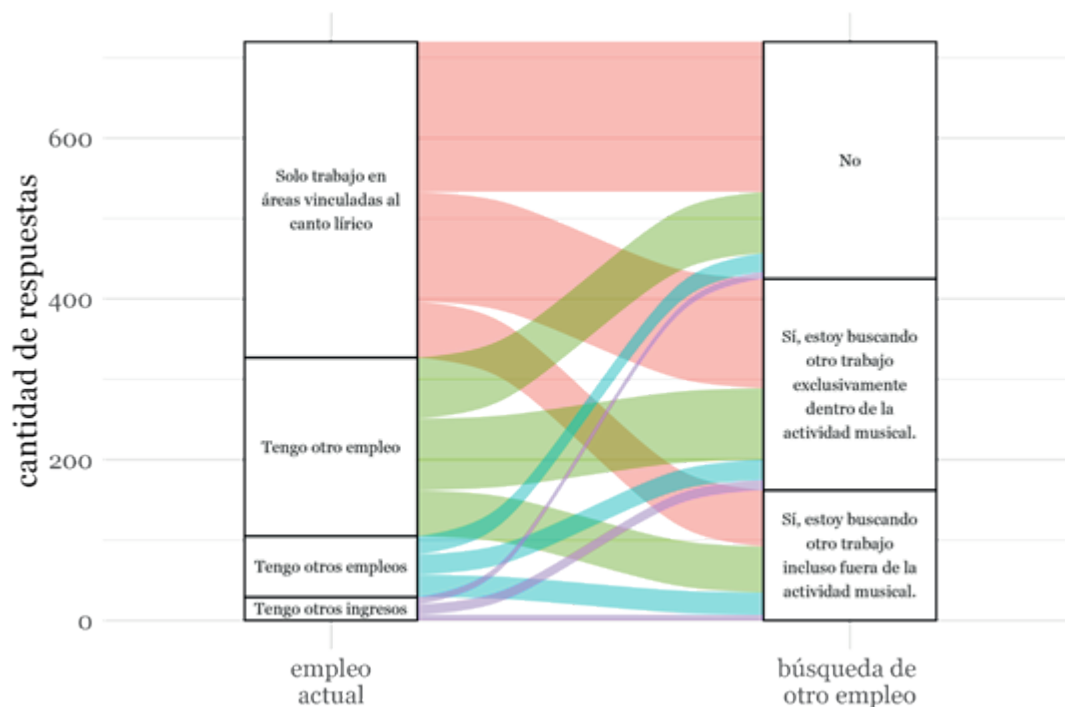 cantidad de respuestas
600
400
200
0
Solo trabajo en
áreas vinculadas al
canto lírico
Tengo otro empleo
Tengo otros empleos
Tengo otros ingresos
No
Sí, estoy buscando
otro trabajo
exclusivamente
dentro de la
actividad musical.
Sí, estoy buscando
otro trabajo
incluso fuera de la
actividad musical.
empleo
actual
búsqueda de
otro empleo